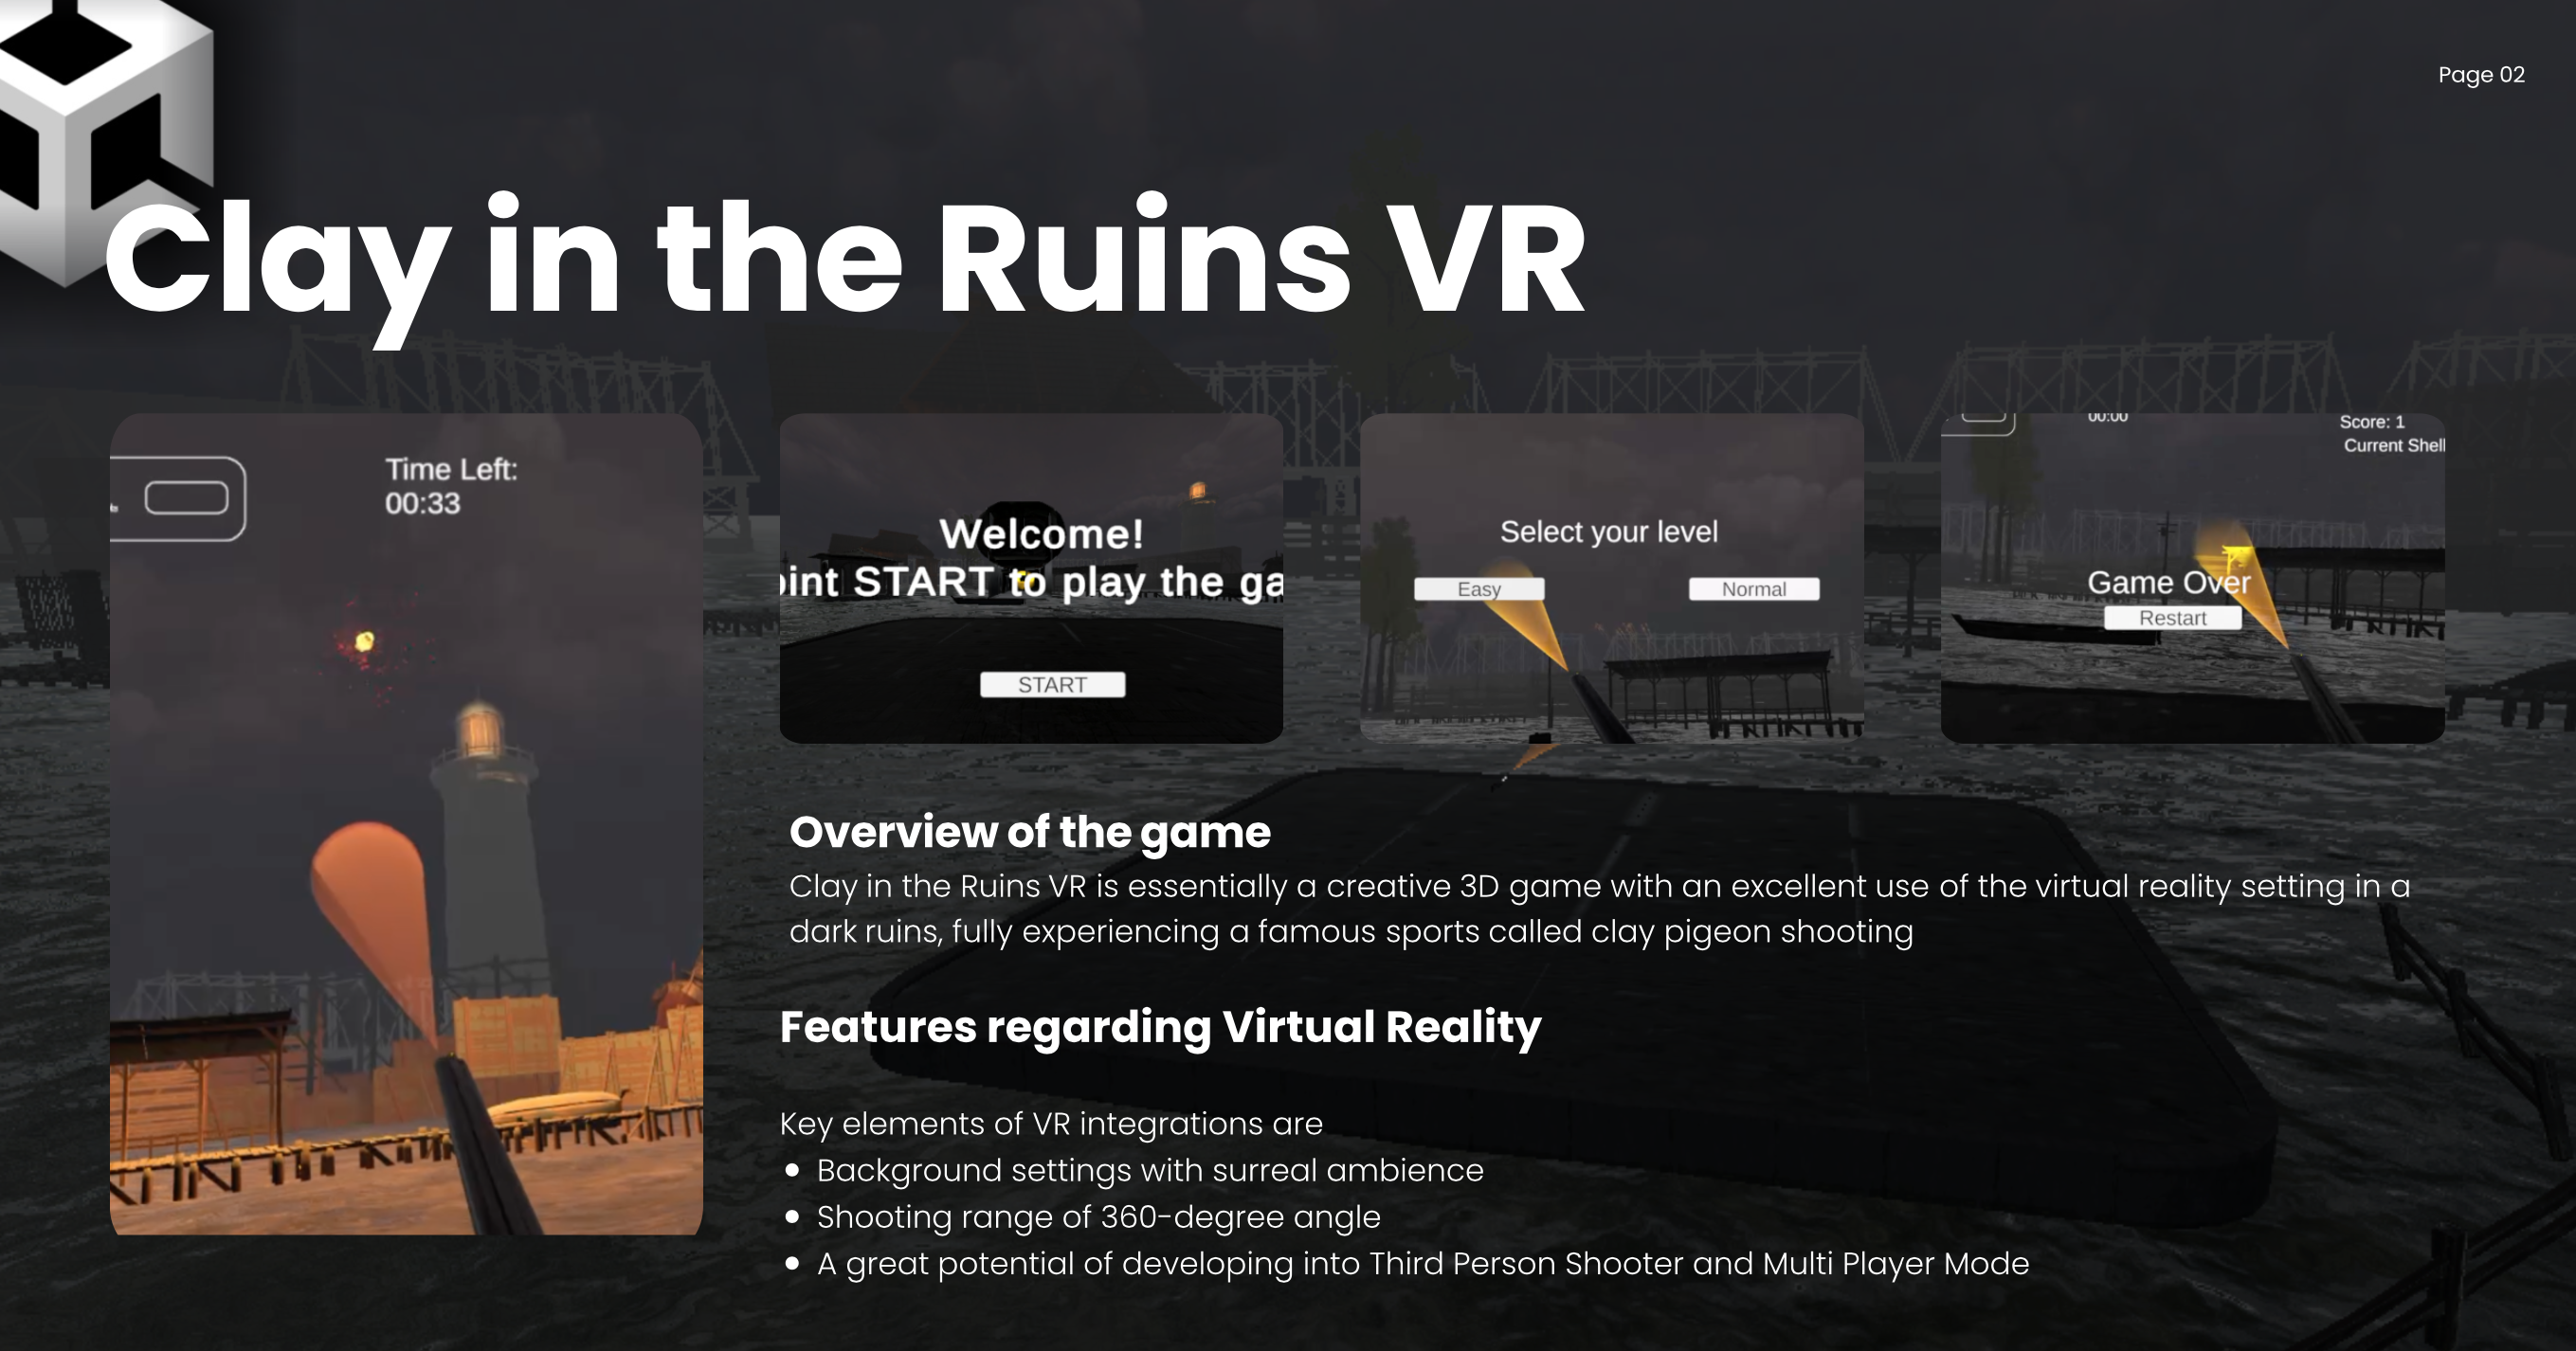 Page 02
Clay in the Ruins VR
Time Left:
00:33
Welcome!
oint START to play the ga
START
Select your level
Easy
Normal
00:00
Score: 1
Current Shell
Game Over
Restart
Overview of the game
Clay in the Ruins VR is essentially a creative 3D game with an excellent use of the virtual reality setting in a
dark ruins, fully experiencing a famous sports called clay pigeon shooting
Features regarding Virtual Reality
Key elements of VR integrations are
• Background settings with surreal ambience
• Shooting range of 360-degree angle
• A great potential of developing into Third Person Shooter and Multi Player Mode